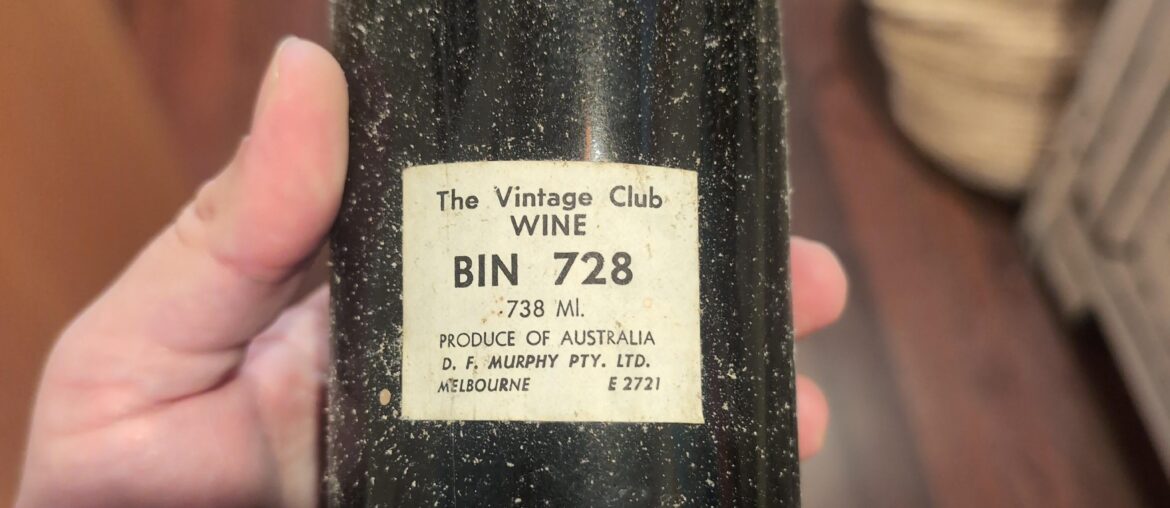 The Vintage Club
WINE
BIN 728
738 Ml.
PRODUCE OF AUSTRALIA
D. F. MURPHY PTY. LTD.
MELBOURNE E 2721